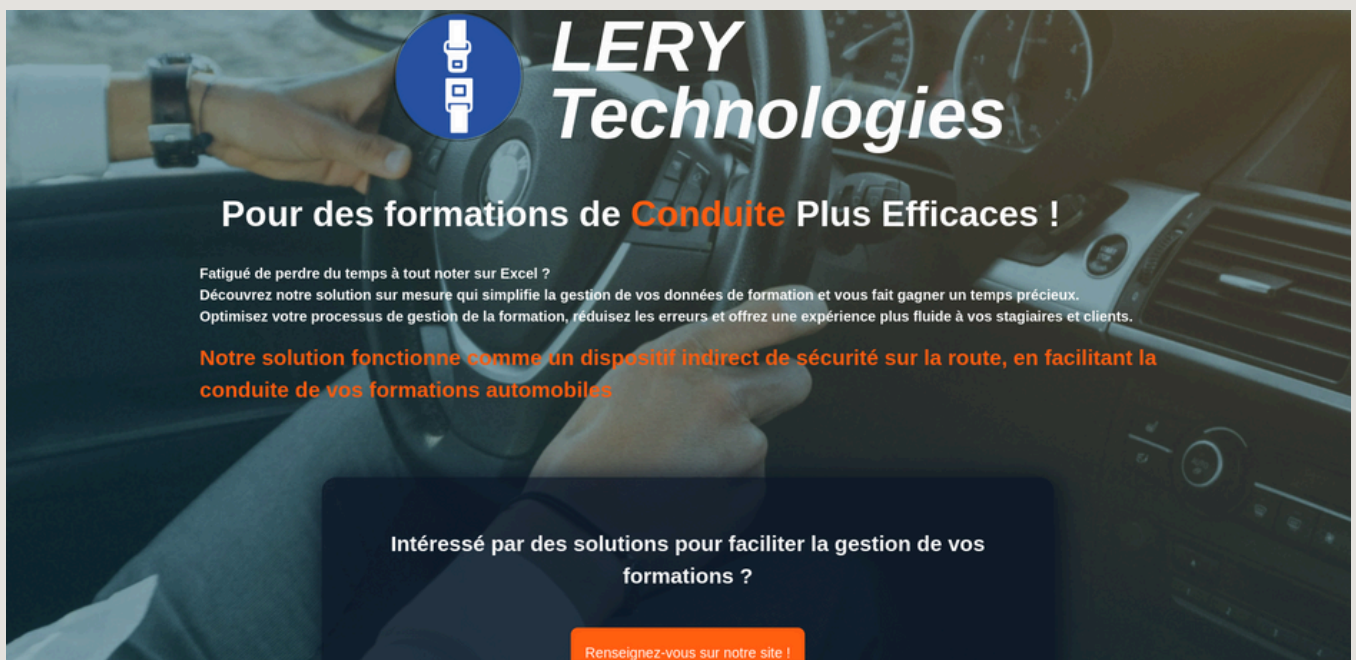 LERY
Technologies
Pour des formations de Conduite Plus Efficaces !
Fatigué de perdre du temps à tout noter sur Excel ?
Découvrez notre solution sur mesure qui simplifie la gestion de vos données de formation et vous fait gagner un temps précieux.
Optimisez votre processus de gestion de la formation, réduisez les erreurs et offrez une expérience plus fluide à vos stagiaires et clients.
Notre solution fonctionne comme un dispositif indirect de sécurité sur la route, en facilitant la
conduite de vos formations automobiles
Intéressé par des solutions pour faciliter la gestion de vos
formations ?
Renseignez-vous sur notre site !